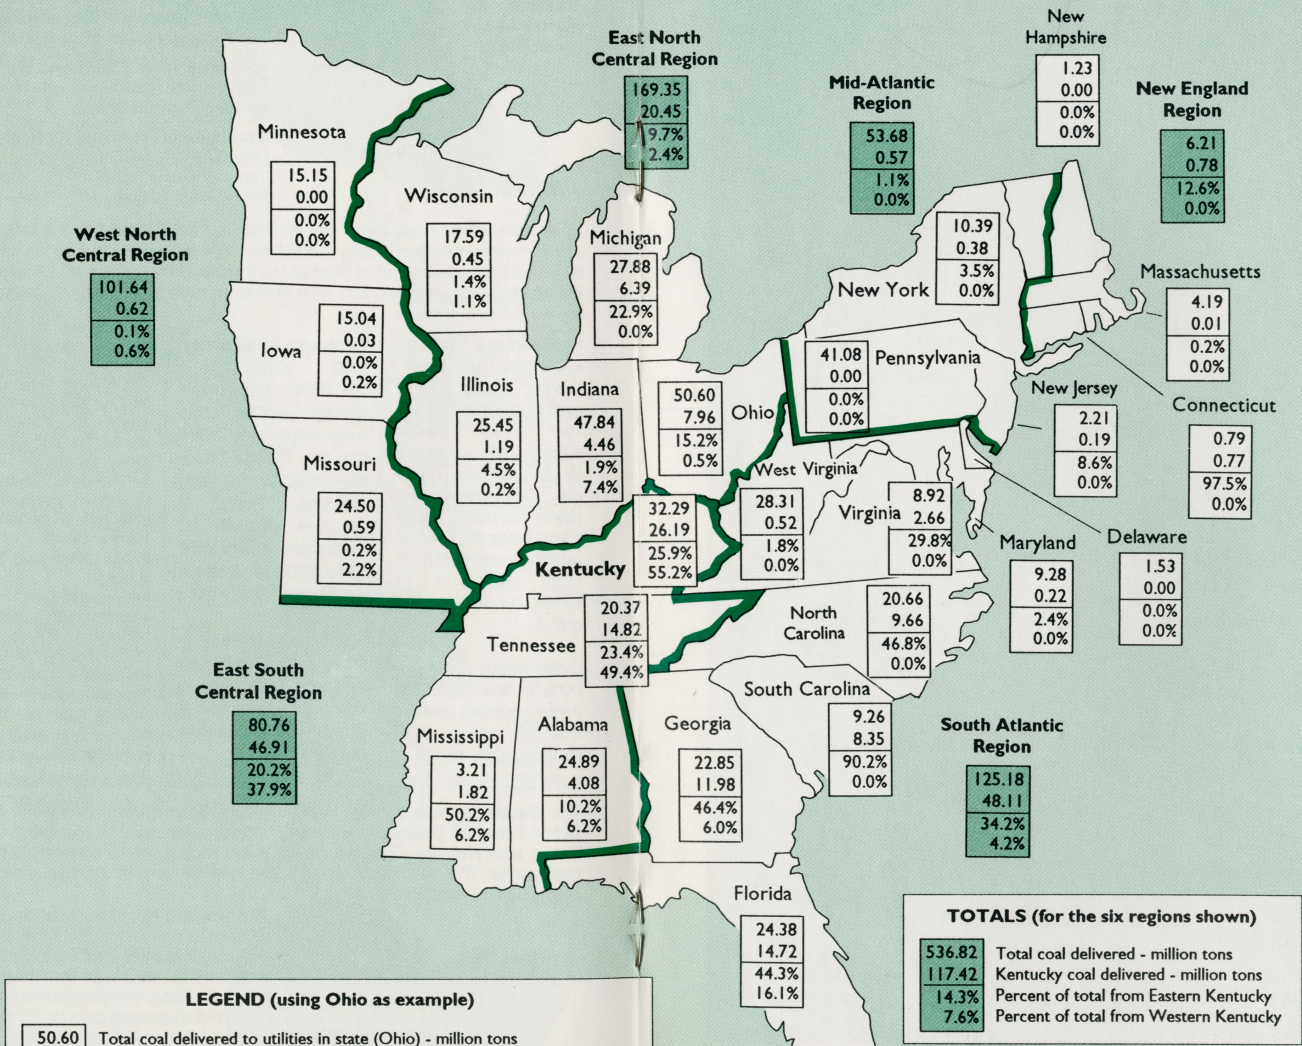 East North
Central Region
169.35
20.45
9.7%
2.4%
Mid-Atlantic
Region
53.68
0.57
1.1%
0.0%
New
Hampshire
1.23
0.00
0.0%
0.0%
New England
Region
6.21
0.78
12.6%
0.0%
Minnesota
15.15
0.00
0.0%
0.0%
Wisconsin
17.59
0.45
1.4%
1.1%
Michigan
27.88
6.39
22.9%
0.0%
New York
10.39
0.38
3.5%
0.0%
West North
Central Region
101.64
0.62
0.1%
0.6%
Massachusetts
4.19
0.01
0.2%
0.0%
Iowa
15.04
0.03
0.0%
0.2%
Illinois
25.45
1.19
4.5%
0.2%
Indiana
47.84
4.46
1.9%
7.4%
Ohio
50.60
7.96
15.2%
0.5%
Pennsylvania
41.08
0.00
0.0%
0.0%
New Jersey
2.21
0.19
8.6%
0.0%
Connecticut
0.79
0.77
97.5%
0.0%
Missouri
24.50
0.59
0.2%
2.2%
Kentucky
32.29
26.19
25.9%
55.2%
West Virginia
28.31
0.52
1.8%
0.0%
Virginia
8.92
2.66
29.8%
0.0%
Maryland
9.28
0.22
2.4%
0.0%
Delaware
1.53
0.00
0.0%
0.0%
Tennessee
20.37
14.82
23.4%
49.4%
North
Carolina
20.66
9.66
46.8%
0.0%
East South
Central Region
80.76
46.91
20.2%
37.9%
Mississippi
3.21
1.82
50.2%
6.2%
Alabama
24.89
4.08
10.2%
6.2%
Georgia
22.85
11.98
46.4%
6.0%
South Carolina
9.26
8.35
90.2%
0.0%
South Atlantic
Region
125.18
48.11
34.2%
4.2%
Florida
24.38
14.72
44.3%
16.1%
TOTALS (for the six regions shown)
536.82 Total coal delivered - million tons
117.42 Kentucky coal delivered - million tons
14.3% Percent of total from Eastern Kentucky
7.6% Percent of total from Western Kentucky
LEGEND (using Ohio as example)
50.60 Total coal delivered to utilities in state (Ohio) - million tons